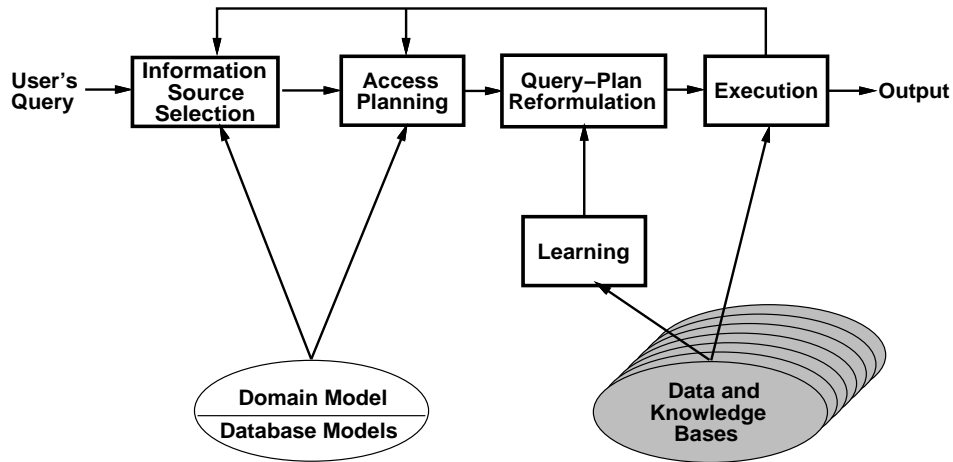 User's
Query
Information
Source
Selection
Access
Planning
Query–Plan
Reformulation
Execution
Output
Learning
Domain Model
Database Models
Data and
Knowledge
Bases